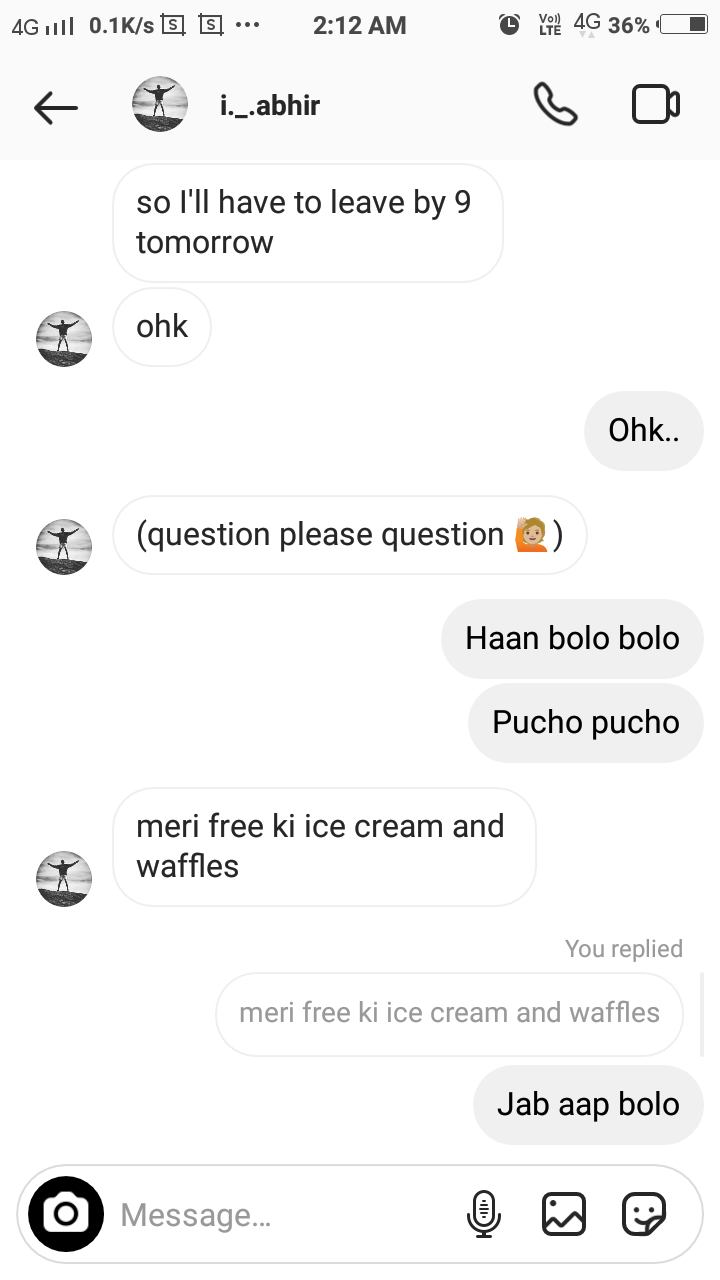 4G 0.1K/s S S ... 2:12 AM Vo)) LTE 4G 36%
i._.abhir
so I'll have to leave by 9
tomorrow
ohk
Ohk..
(question please question 🙋🏼)
Haan bolo bolo
Pucho pucho
meri free ki ice cream and
waffles
You replied
meri free ki ice cream and waffles
Jab aap bolo
Message...